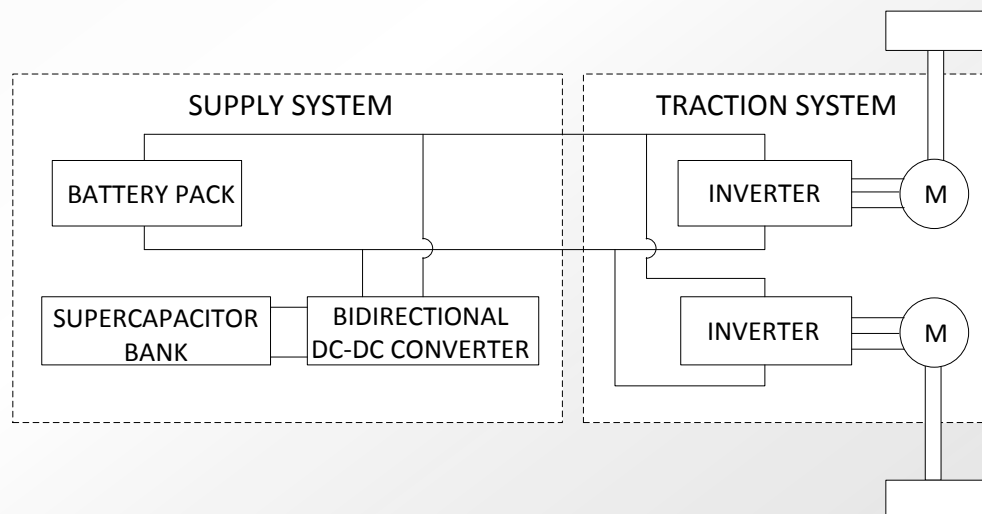 SUPPLY SYSTEM
TRACTION SYSTEM
BATTERY PACK
INVERTER
M
SUPERCAPACITOR
BANK
BIDIRECTIONAL
DC-DC CONVERTER
INVERTER
M